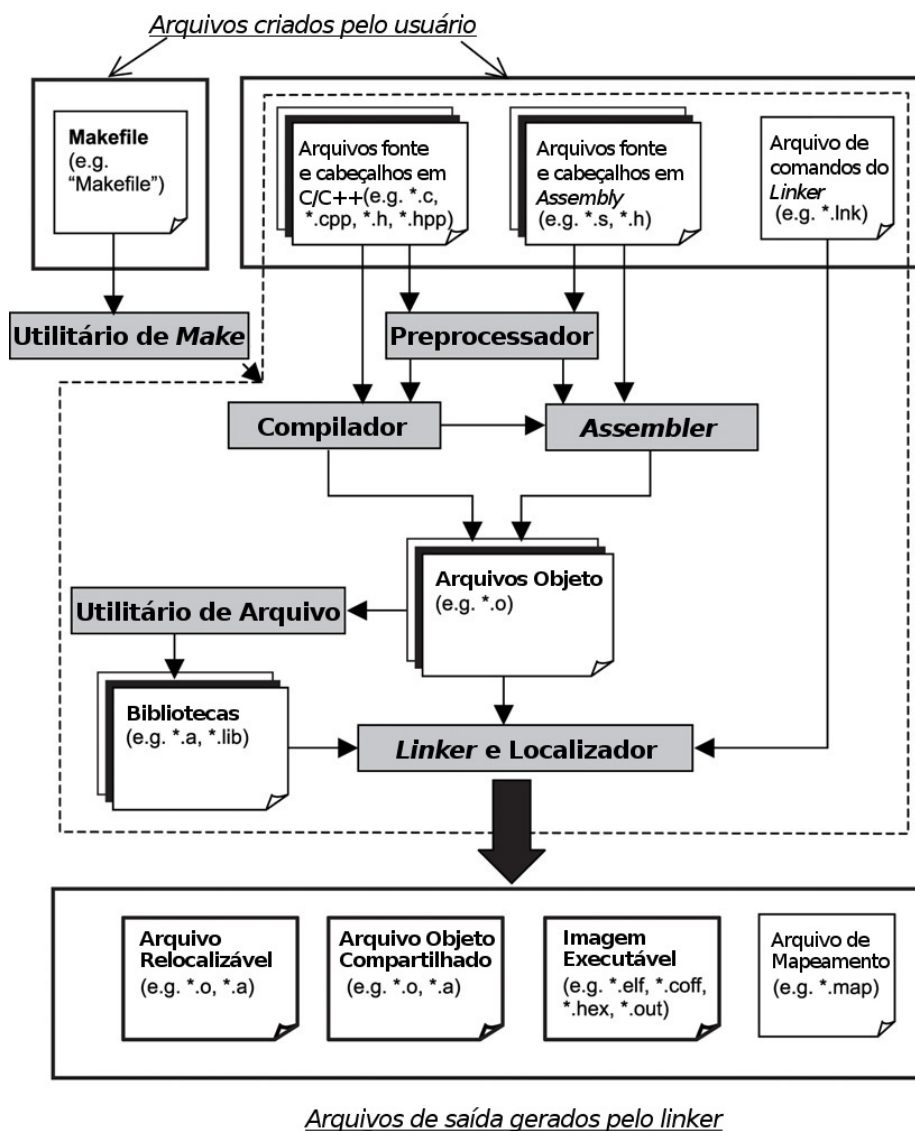 Arquivos criados pelo usuário
Makefile
(e.g.
“Makefile”)
Arquivos fonte
e cabeçalhos em
C/C++(e.g. *.c,
*.cpp, *.h, *.hpp)
Arquivos fonte
e cabeçalhos em
Assembly
(e.g. *.s, *.h)
Arquivo de
comandos do
Linker
(e.g. *.lnk)
Utilitário de Make
Preprocessador
Compilador
Assembler
Arquivos Objeto
(e.g. *.o)
Utilitário de Arquivo
Bibliotecas
(e.g. *.a, *.lib)
Linker e Localizador
Arquivo
Relocalizável
(e.g. *.o, *.a)
Arquivo Objeto
Compartilhado
(e.g. *.o, *.a)
Imagem
Executável
(e.g. *.elf, *.coff,
*.hex, *.out)
Arquivo de
Mapeamento
(e.g. *.map)
Arquivos de saída gerados pelo linker